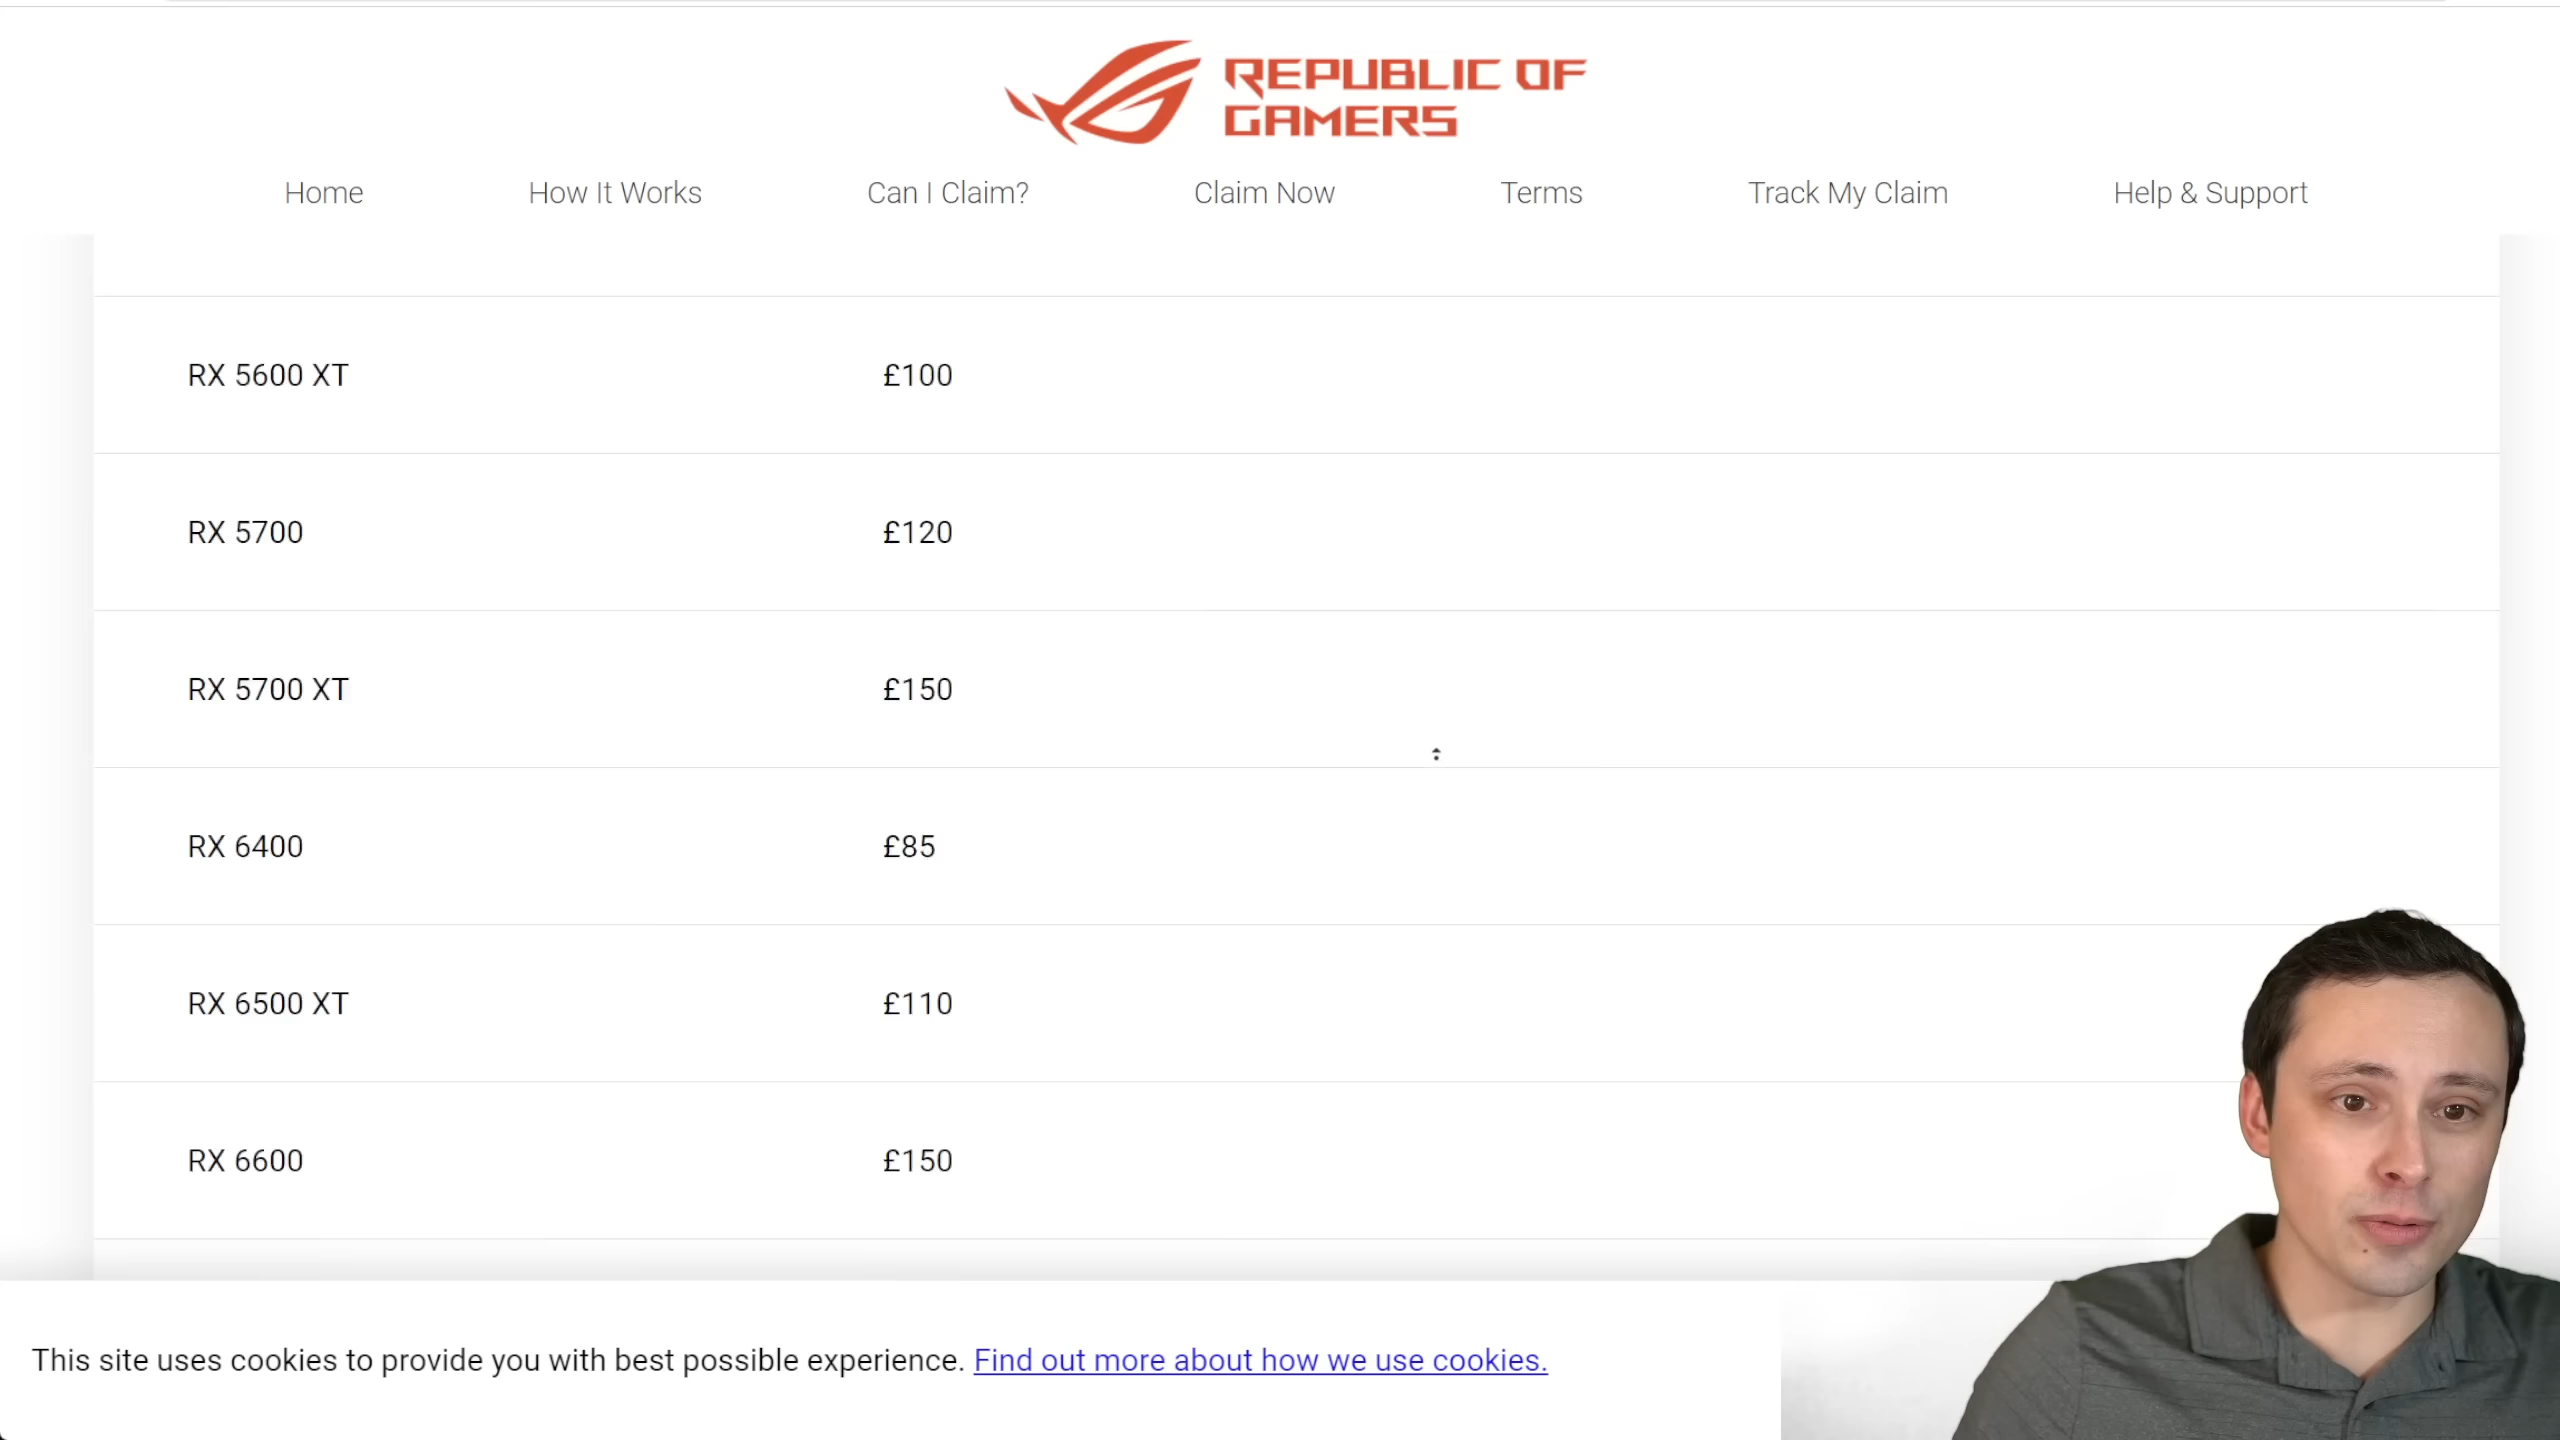 REPUBLIC OF
GAMERS
Home How It Works Can I Claim? Claim Now Terms Track My Claim Help & Support
RX 5600 XT £100
RX 5700 £120
RX 5700 XT £150
RX 6400 £85
RX 6500 XT £110
RX 6600 £150
This site uses cookies to provide you with best possible experience. Find out more about how we use cookies.